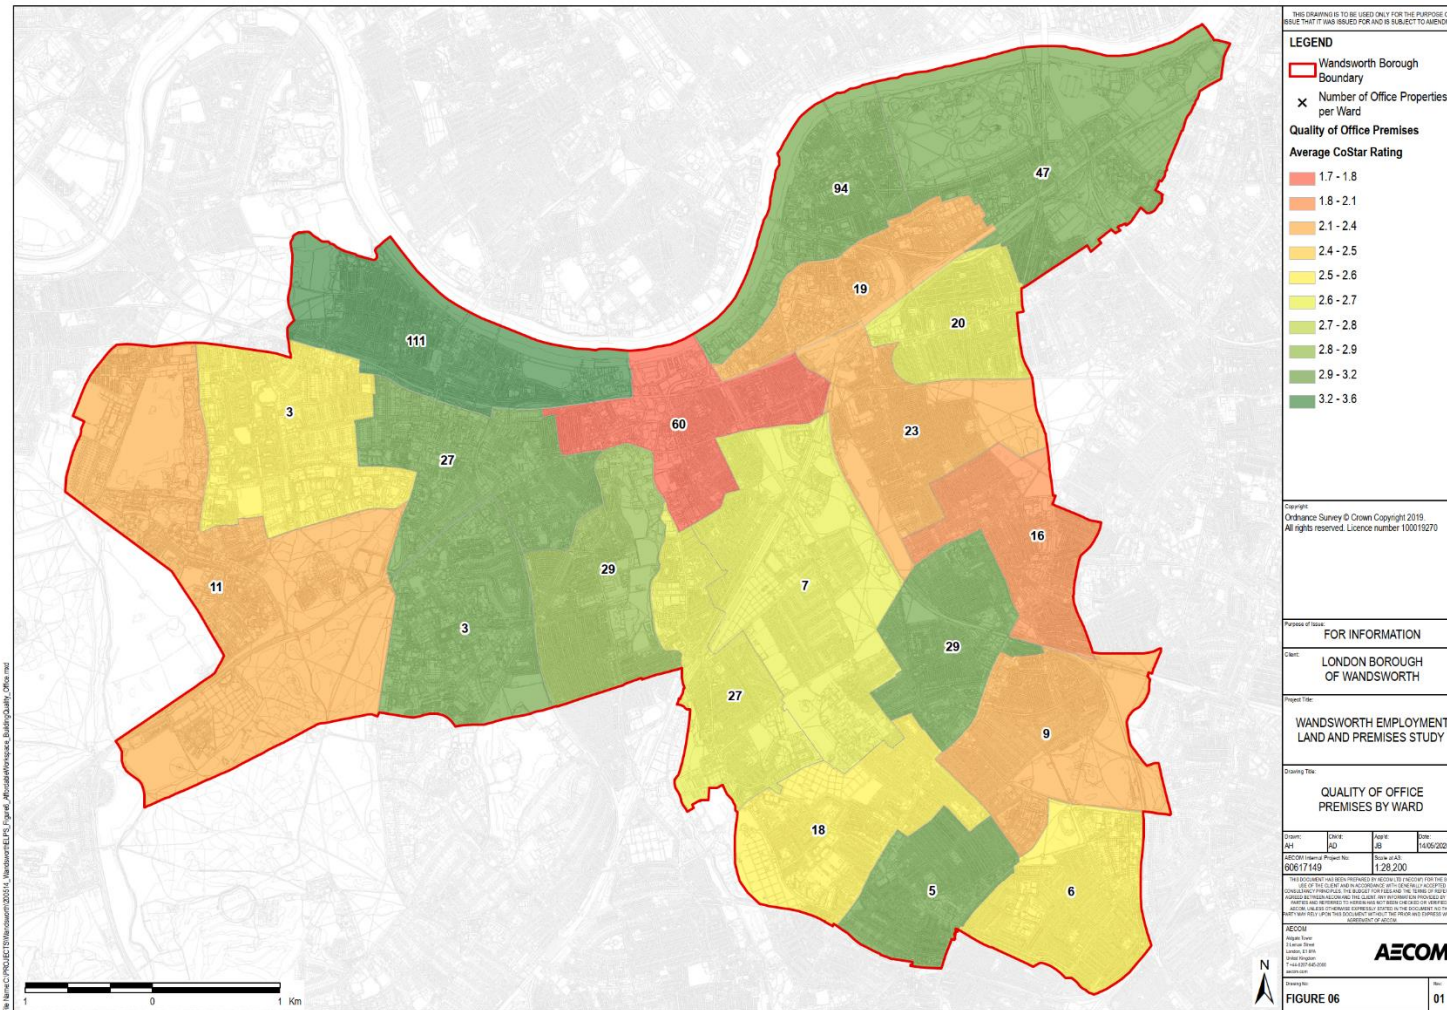 THIS DRAWING IS TO BE USED ONLY FOR THE PURPOSE O
ISSUE THAT IT WAS ISSUED FOR AND IS SUBJECT TO AMEND
LEGEND
Wandsworth Borough
Boundary
Number of Office Properties
per Ward
Quality of Office Premises
Average CoStar Rating
1.7 - 1.8
1.8 - 2.1
2.1 - 2.4
2.4 - 2.5
2.5 - 2.6
2.6 - 2.7
2.7 - 2.8
2.8 - 2.9
2.9 - 3.2
3.2 - 3.6
94
47
19
20
111
3
27
60
23
16
11
29
7
3
29
27
9
18
5
6
1 0 1 Km
N
Copyright:
Ordnance Survey © Crown Copyright 2019.
All rights reserved. Licence number 100019270
Purpose of Issue:
FOR INFORMATION
Client:
LONDON BOROUGH
OF WANDSWORTH
Project Title:
WANDSWORTH EMPLOYMENT
LAND AND PREMISES STUDY
Drawing Title:
QUALITY OF OFFICE
PREMISES BY WARD
Drawn: Date:
AH AD JB 14/05/202
AECOM Internal Project No: Scale at A3:
60617149 1:28,200
AECOM
London,
United Kingdom
AECOM
Drawing No:
FIGURE 06 01